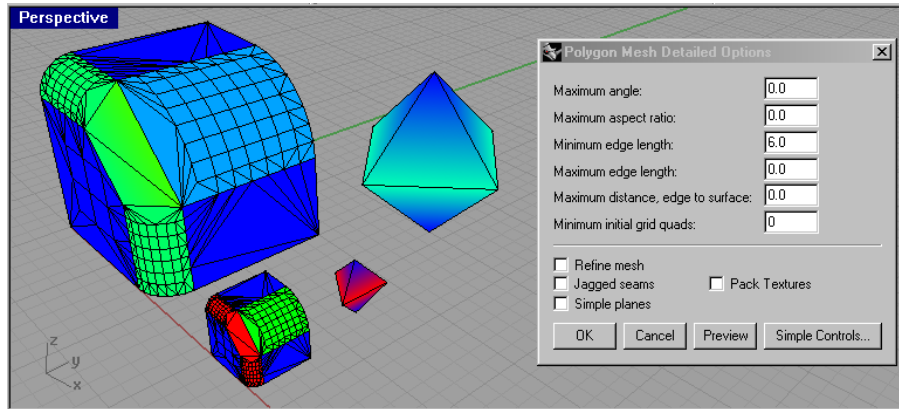 Perspective
Polygon Mesh Detailed Options
Maximum angle: 0.0
Maximum aspect ratio: 0.0
Minimum edge length: 6.0
Maximum edge length: 0.0
Maximum distance, edge to surface: 0.0
Minimum initial grid quads: 0
Refine mesh
Jagged seams Pack Textures
Simple planes
OK Cancel Preview Simple Controls...
z
y
x